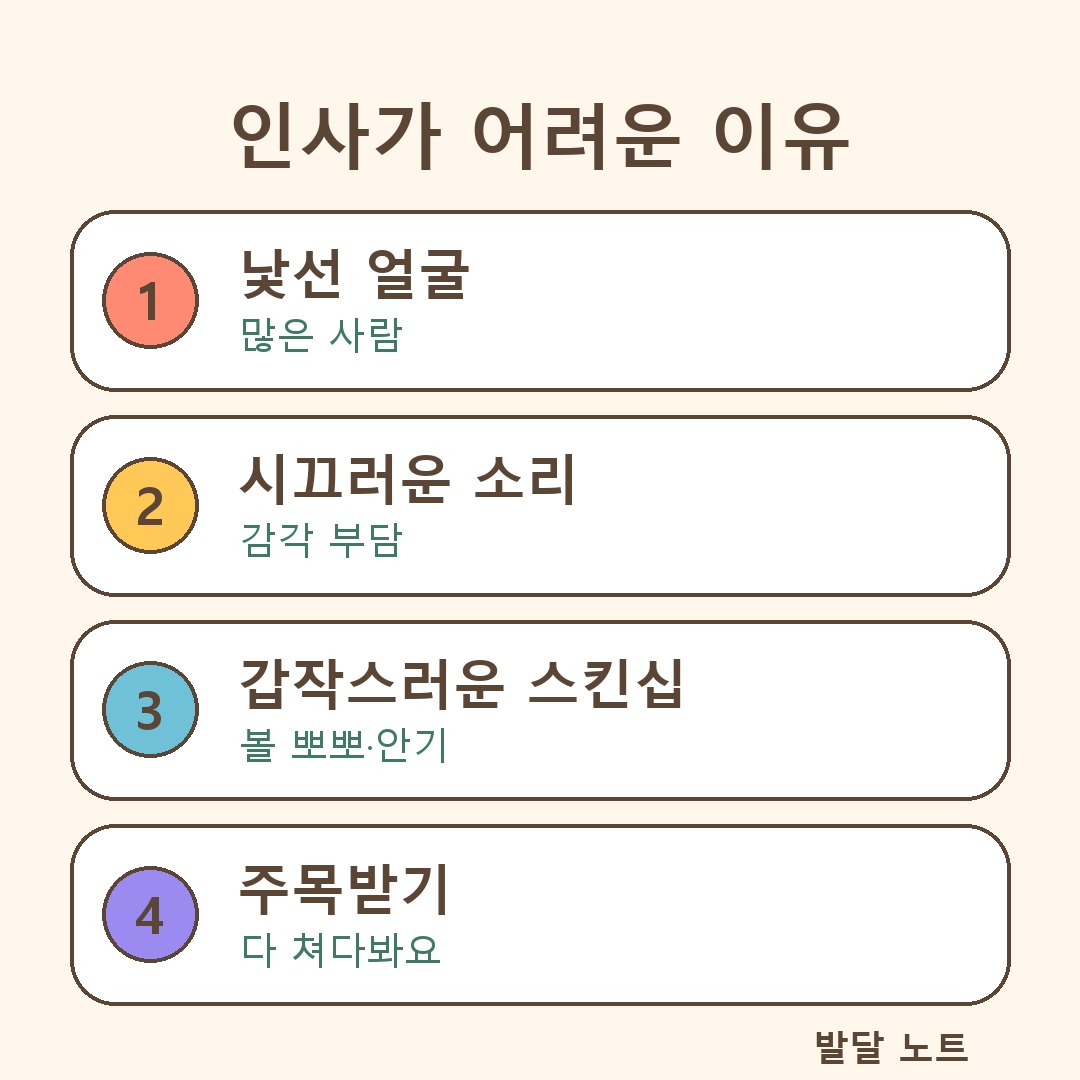 인사가 어려운 이유
1
낯선 얼굴
많은 사람
2
시끄러운 소리
감각 부담
3
갑작스러운 스킨십
볼 뽀뽀·안기
4
주목받기
다 쳐다봐요
발달 노트